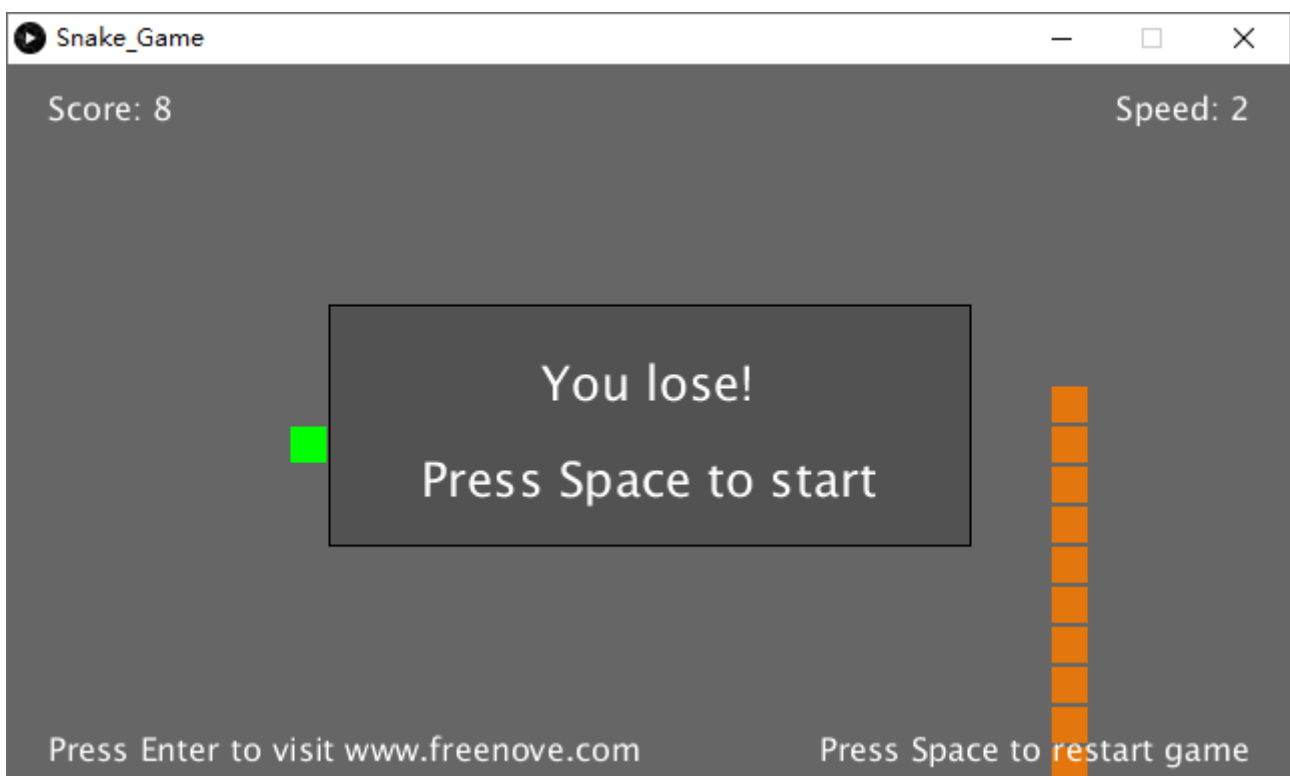 Snake_Game
Score: 8
Speed: 2
You lose!
Press Space to start
Press Enter to visit www.freenove.com
Press Space to restart game